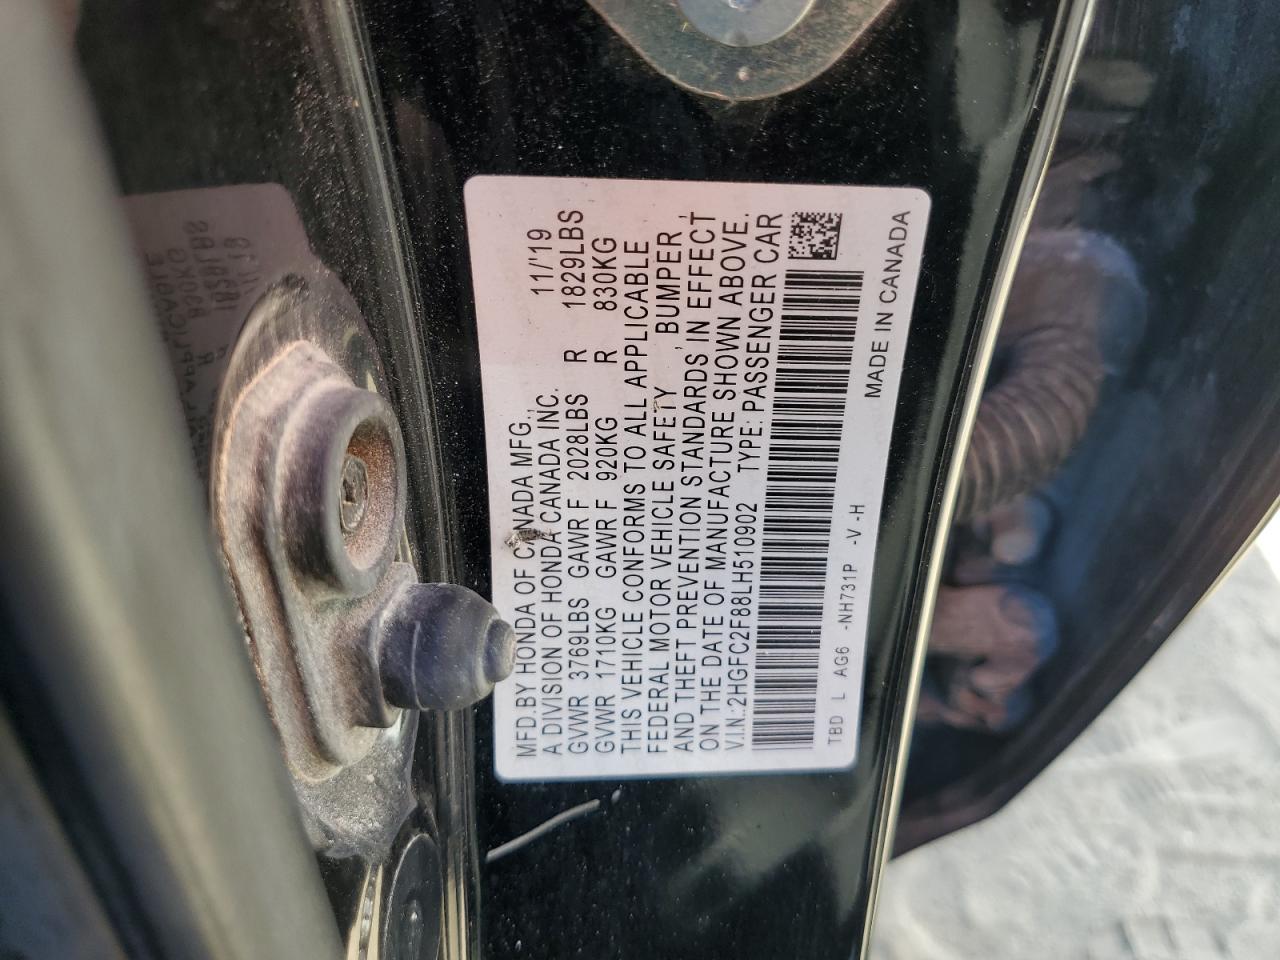 MFD.BY HONDA OF CANADA MFG.,
A DIVISION OF HONDA CANADA INC. 11/'19
GVWR 3769LBS GAWR F 2028LBS R 1829LBS
GVWR 1710KG GAWR F 920KG R 830KG
THIS VEHICLE CONFORMS TO ALL APPLICABLE
FEDERAL MOTOR VEHICLE SAFETY, BUMPER,
AND THEFT PREVENTION STANDARDS, IN EFFECT
ON THE DATE OF MANUFACTURE SHOWN ABOVE.
V.I.N.:2HGFC2F88LH510902 TYPE: PASSENGER CAR
TBD L AG6 -NH731P -V -H
MADE IN CANADA